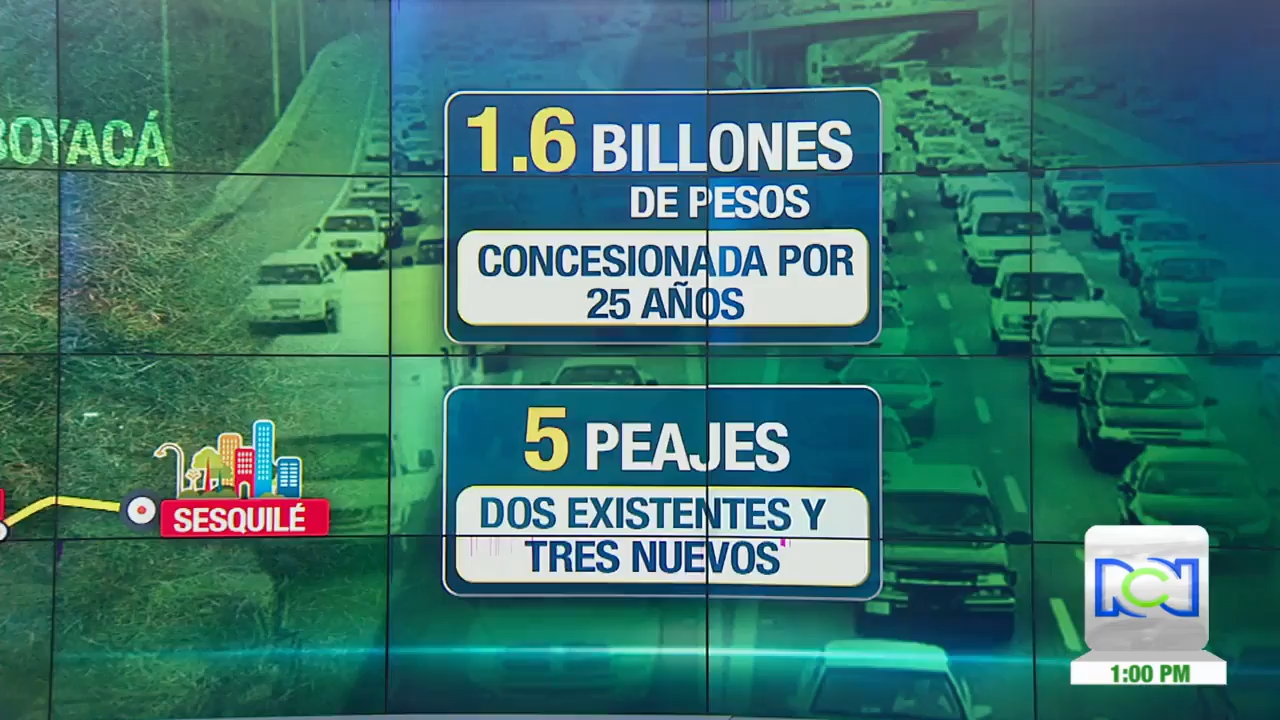 BOYACÁ
1.6 BILLONES
DE PESOS
CONCESIONADA POR
25 AÑOS
5 PEAJES
DOS EXISTENTES Y
TRES NUEVOS
SESQUILÉ
RCN
1:00 PM